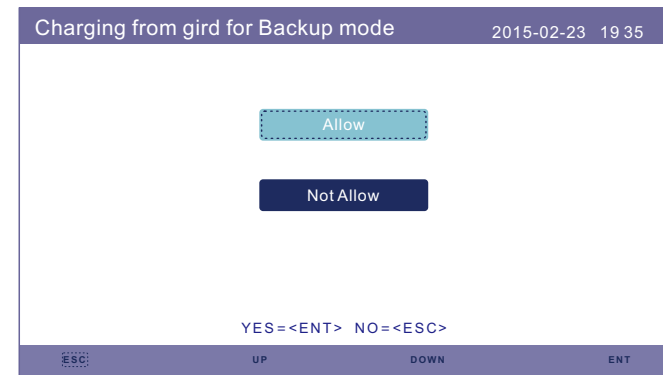 Charging from gird for Backup mode 2015-02-23 19 35
Allow
Not Allow
YES=<ENT> NO=<ESC>
ESC UP DOWN ENT